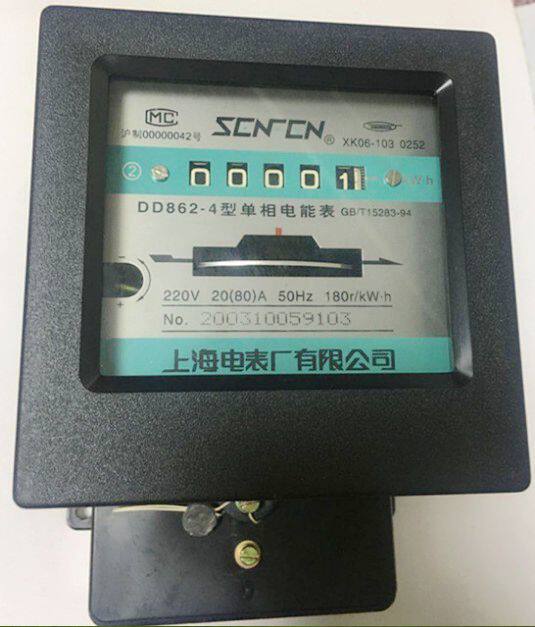 MC
沪制00000042号
SCNTCN®
XK06-103 0252
② 0 0 0 0 1 kW·h
DD862-4型单相电能表 GB/T15283-94
220V 20(80)A 50Hz 180r/kW·h
No. 200310059103
上海电表厂有限公司